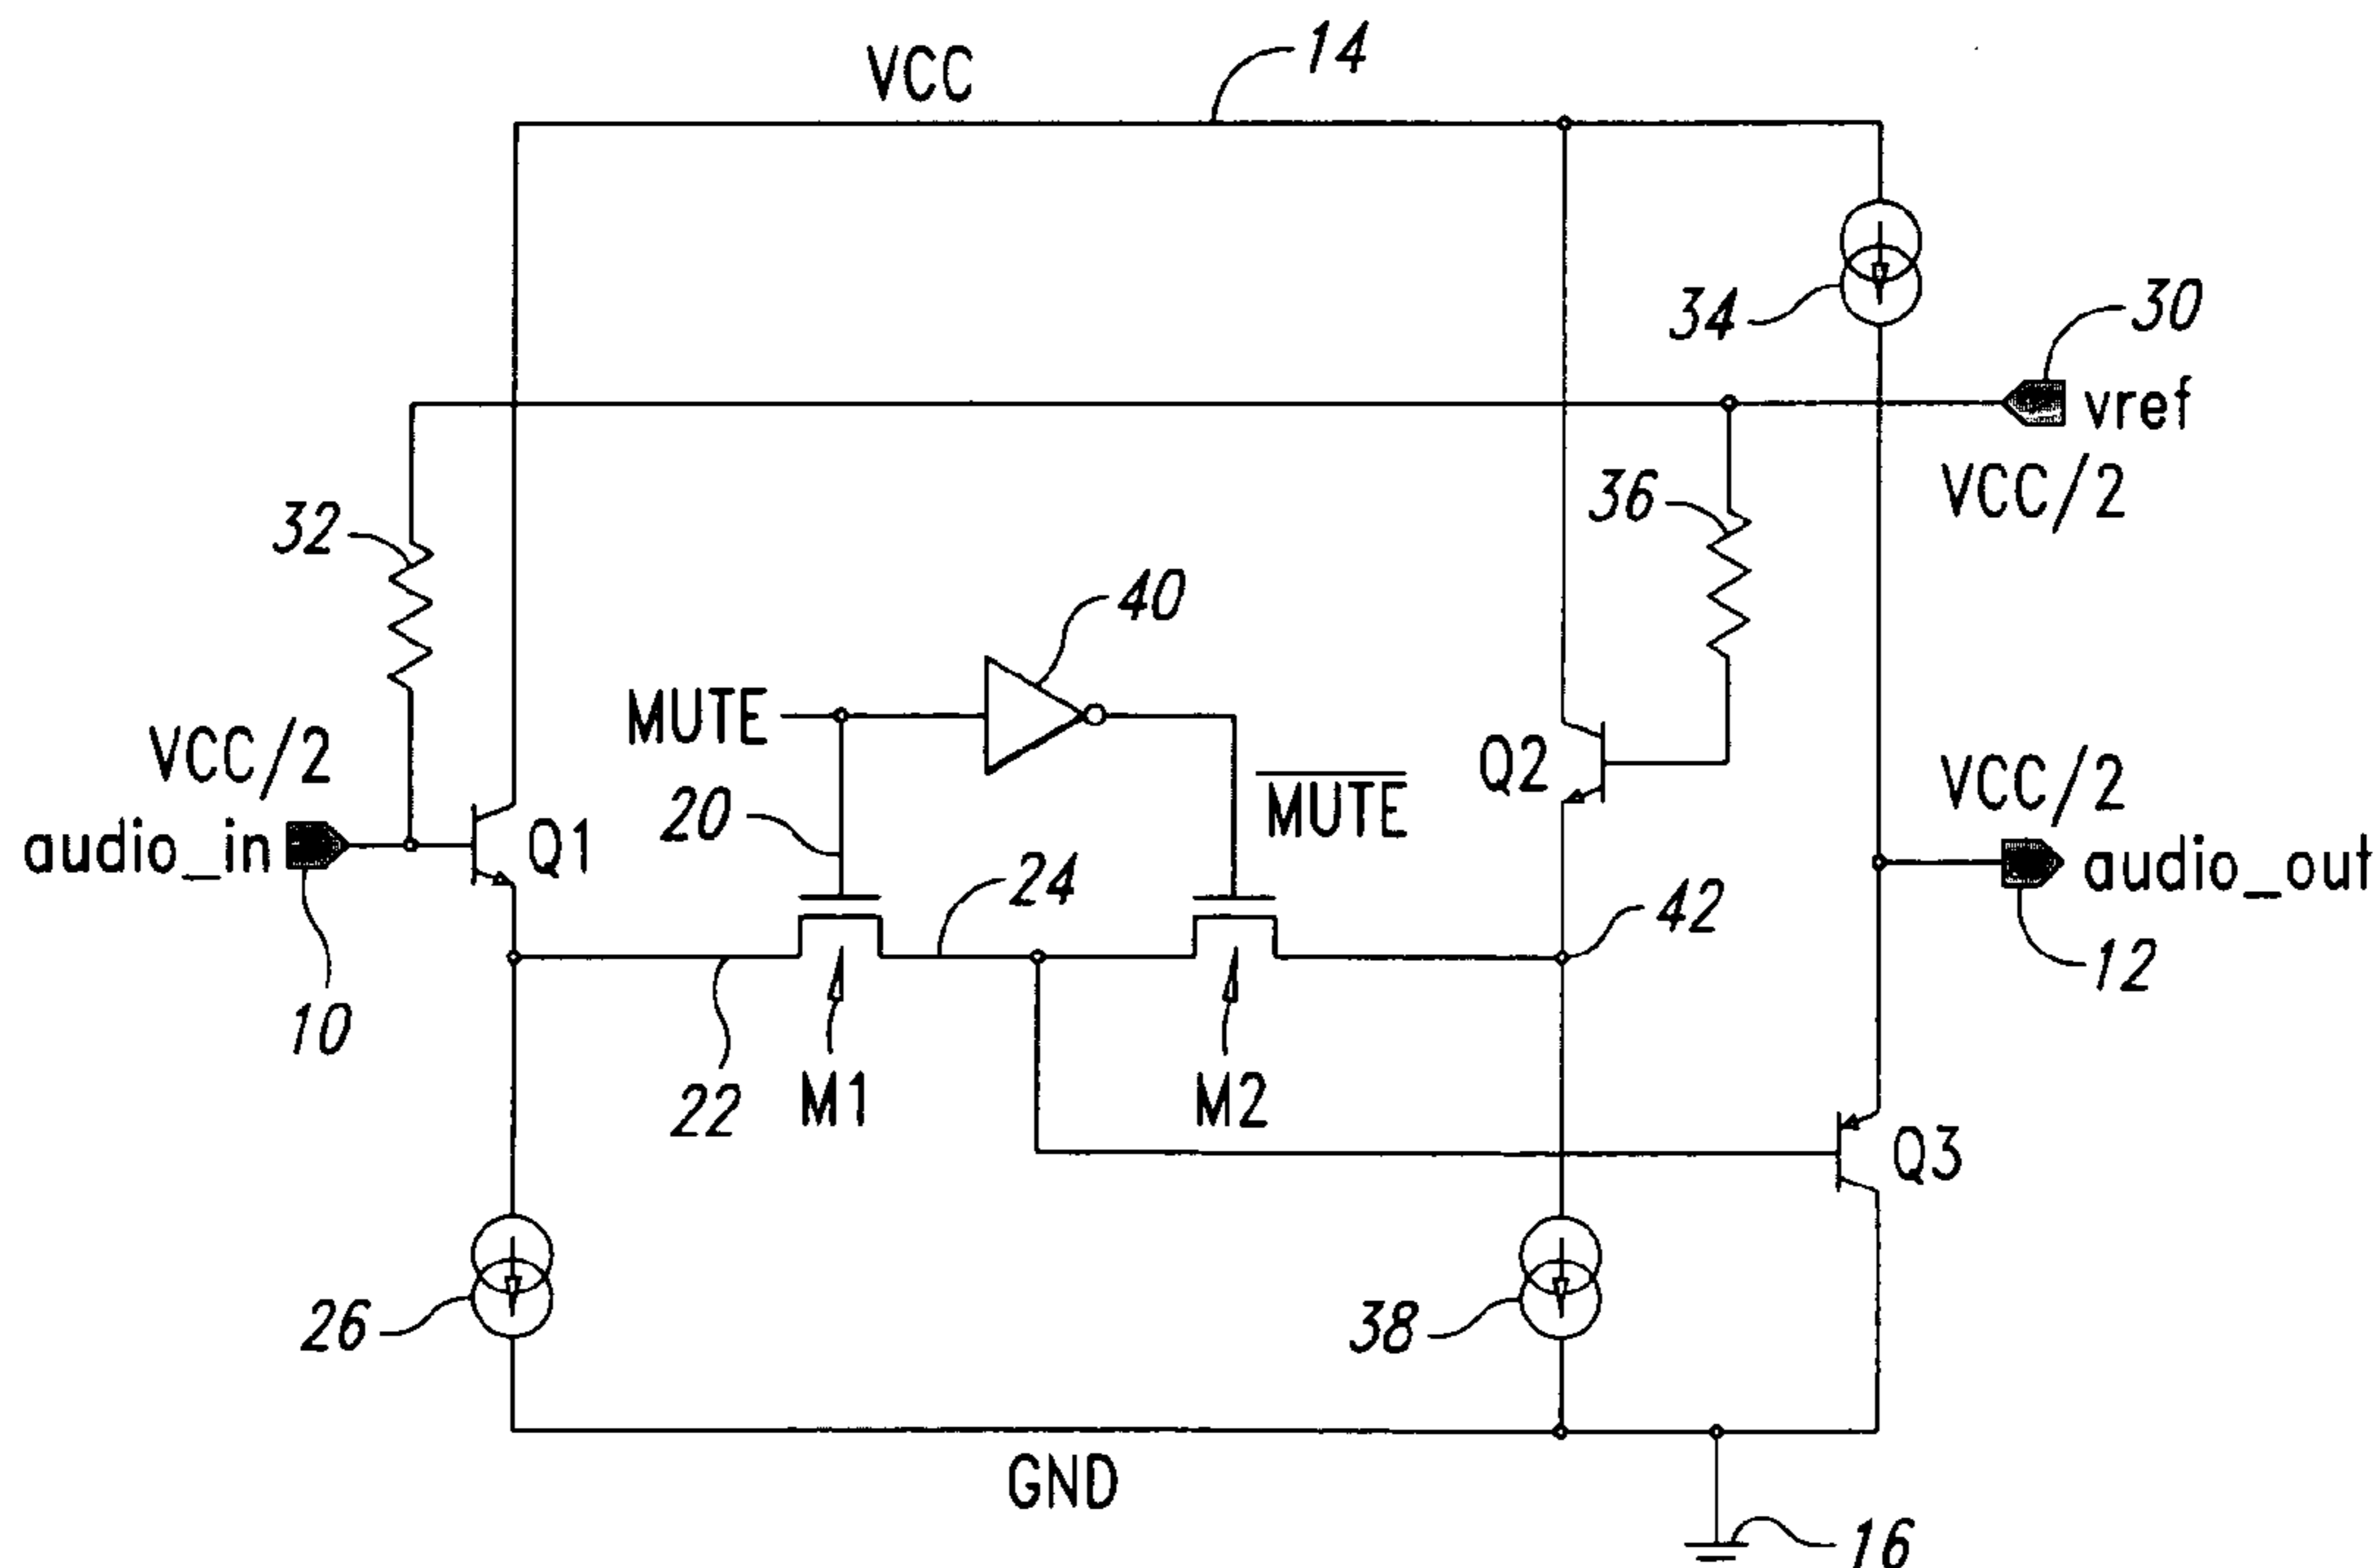 VCC
14
34
30
vref
VCC/2
32
36
40
MUTE
VCC/2
audio_in
Q1
20
MUTE
Q2
VCC/2
audio_out
24
42
12
10
22
M1
M2
Q3
26
38
GND
16